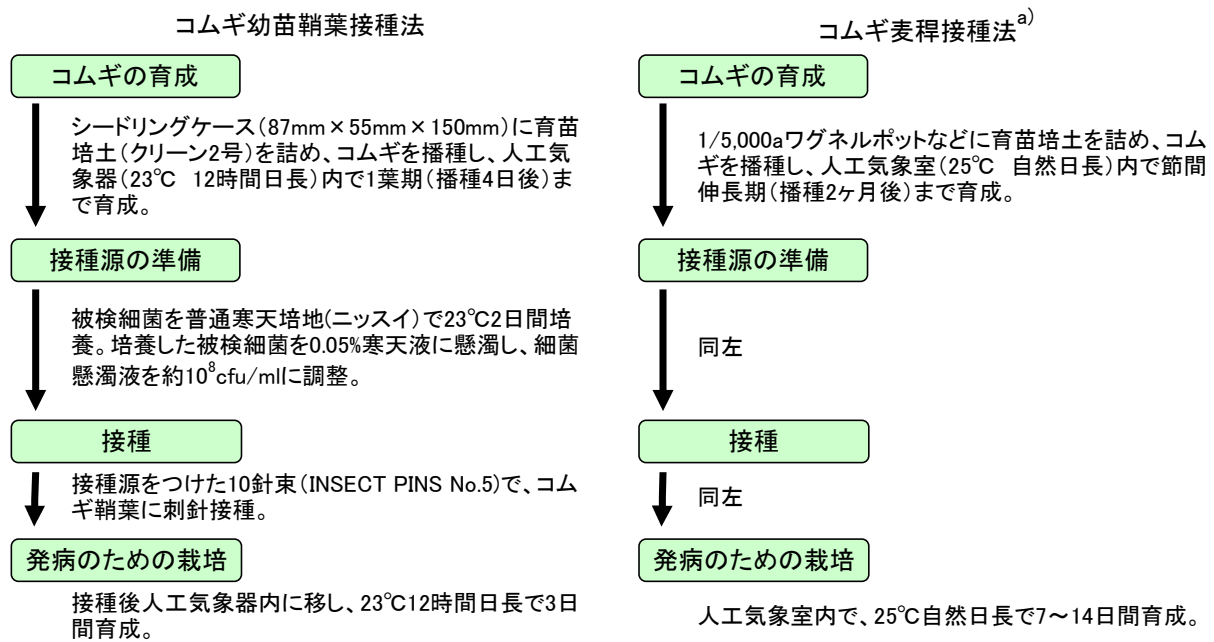 コムギ幼苗鞘葉接種法
コムギの育成
シードリングケース(87mm×55mm×150mm)に育苗
培土(クリーン2号)を詰め、コムギを播種し、人工気
象器(23℃ 12時間日長)内で1葉期(播種4日後)ま
で育成。
接種源の準備
被検細菌を普通寒天培地(ニッスイ)で23℃2日間培
養。培養した被検細菌を0.05%寒天液に懸濁し、細菌
懸濁液を約10⁸cfu/mlに調整。
接種
接種源をつけた10針束(INSECT PINS No.5)で、コム
ギ鞘葉に刺針接種。
発病のための栽培
接種後人工気象器内に移し、23℃12時間日長で3日
間育成。
コムギ麦稈接種法a)
コムギの育成
1/5,000aワグネルポットなどに育苗培土を詰め、コム
ギを播種し、人工気象室(25℃ 自然日長)内で節間
伸長期(播種2ヶ月後)まで育成。
接種源の準備
同左
接種
同左
発病のための栽培
人工気象室内で、25℃自然日長で7~14日間育成。